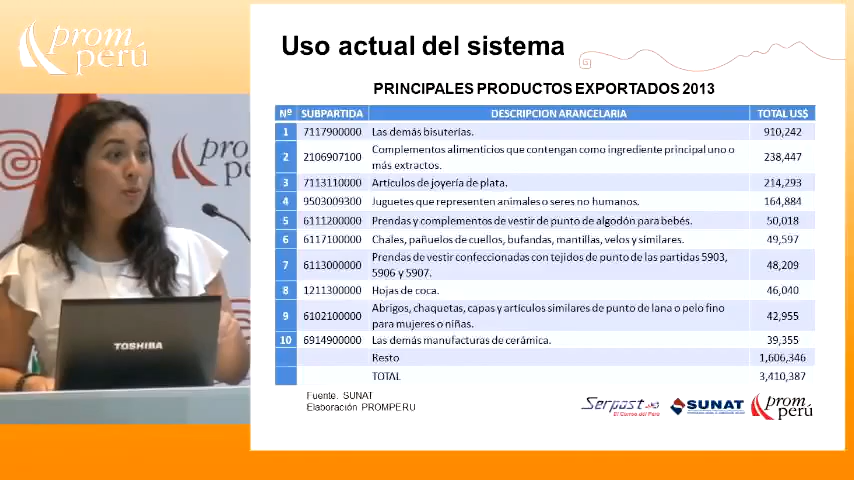 prom
perú
prom
pe
TOSHIBA
Uso actual del sistema
PRINCIPALES PRODUCTOS EXPORTADOS 2013
Nº SUBPARTIDA DESCRIPCION ARANCELARIA TOTAL US$
1 7117900000 Las demás bisuterías. 910,242
2 2106907100 Complementos alimenticios que contengan como ingrediente principal uno o
más extractos. 238,447
3 7113110000 Artículos de joyería de plata. 214,293
4 9503009300 Juguetes que representen animales o seres no humanos. 164,884
5 6111200000 Prendas y complementos de vestir de punto de algodón para bebés. 50,018
6 6117100000 Chales, pañuelos de cuellos, bufandas, mantillas, velos y similares. 49,597
7 6113000000 Prendas de vestir confeccionadas con tejidos de punto de las partidas 5903,
5906 y 5907. 48,209
8 1211300000 Hojas de coca. 46,040
9 6102100000 Abrigos, chaquetas, capas y artículos similares de punto de lana o pelo fino
para mujeres o niñas. 42,955
10 6914900000 Las demás manufacturas de cerámica. 39,355
Resto 1,606,346
TOTAL 3,410,387
Fuente. SUNAT
Elaboración PROMPERU
Serpost
El Correo del Perú
SUNAT
prom
perú